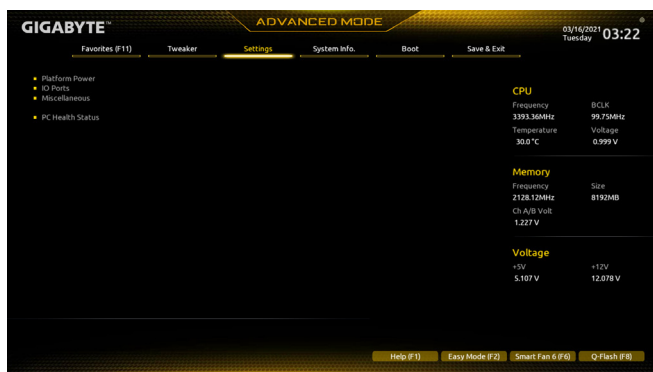 GIGABYTE™
ADVANCED MODE
03/16/2021 Tuesday 03:22
Favorites (F11) Tweaker Settings System Info. Boot Save & Exit
Platform Power
IO Ports
Miscellaneous
PC Health Status
CPU
Frequency BCLK
3393.36MHz 99.75MHz
Temperature Voltage
30.0 °C 0.999 V
Memory
Frequency Size
2128.12MHz 8192MB
Ch A/B Volt
1.227 V
Voltage
+5V +12V
5.107 V 12.078 V
Help (F1) Easy Mode (F2) Smart Fan 6 (F6) Q-Flash (F8)